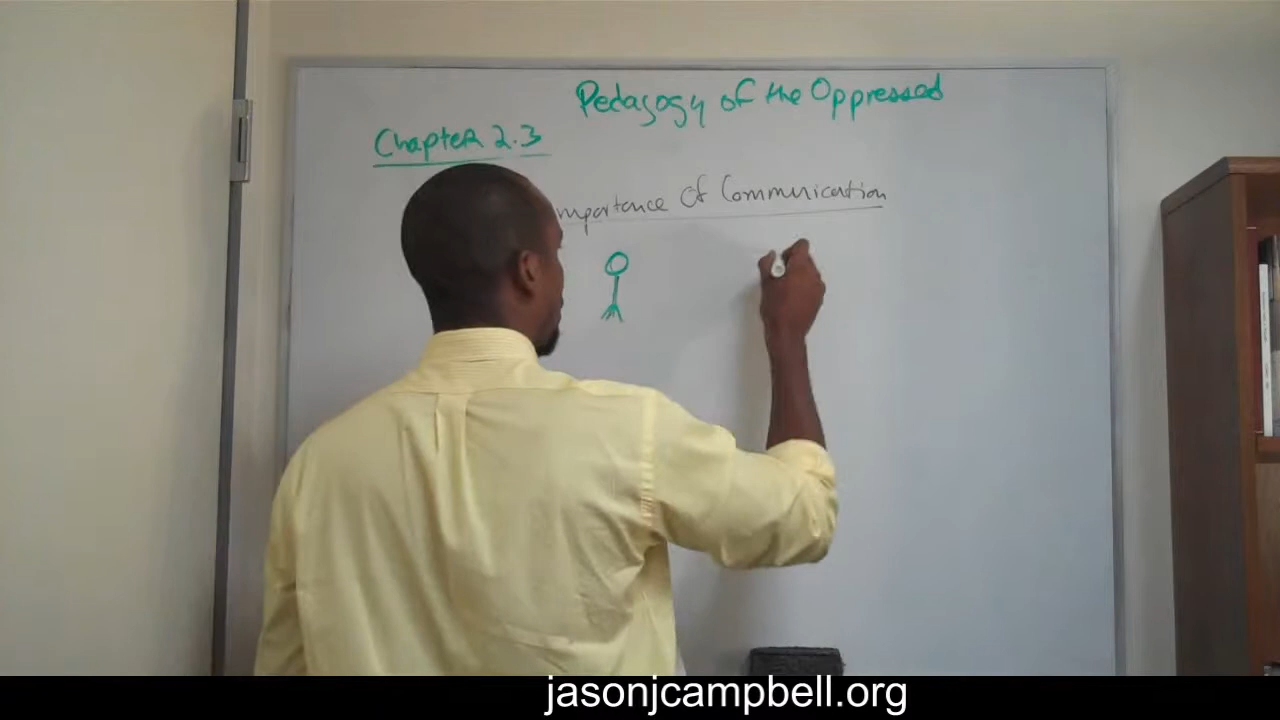 Pedagogy of the Oppressed
Chapter 2.3
mportance Of Communication
jasonjcampbell.org